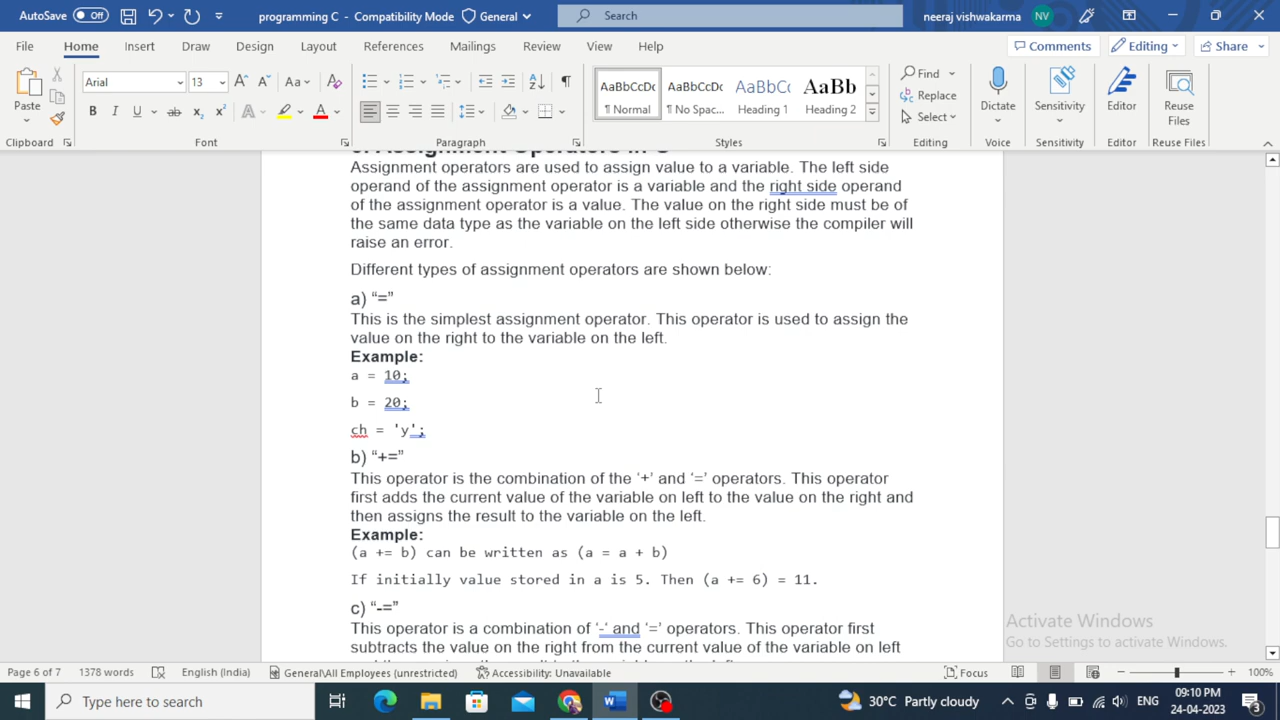 AutoSave Off programming C - Compatibility Mode General Search neeraj vishwakarma NV
File Home Insert Draw Design Layout References Mailings Review View Help Comments Editing Share
Paste Arial 13 Aa AaBbCcDc AaBbCcDc AaBbCc AaBb Find Replace Select Dictate Sensitivity Editor Reuse Files
¶ Normal ¶ No Spac... Heading 1 Heading 2
Clipboard Font Paragraph Styles Editing Voice Sensitivity Editor Reuse Files
Assignment operators are used to assign value to a variable. The left side
operand of the assignment operator is a variable and the right side operand
of the assignment operator is a value. The value on the right side must be of
the same data type as the variable on the left side otherwise the compiler will
raise an error.
Different types of assignment operators are shown below:
a) “=”
This is the simplest assignment operator. This operator is used to assign the
value on the right to the variable on the left.
Example:
a = 10;
b = 20;
ch = 'y';
b) “+=”
This operator is the combination of the ‘+’ and ‘=’ operators. This operator
first adds the current value of the variable on left to the value on the right and
then assigns the result to the variable on the left.
Example:
(a += b) can be written as (a = a + b)
If initially value stored in a is 5. Then (a += 6) = 11.
c) “-=”
This operator is a combination of ‘-‘ and ‘=’ operators. This operator first
subtracts the value on the right from the current value of the variable on left
Activate Windows
Go to Settings to activate Windows.
Page 6 of 7 1378 words English (India) General\All Employees (unrestricted) Accessibility: Unavailable Focus 100%
Type here to search 30°C Partly cloudy ENG 09:10 PM 24-04-2023 3